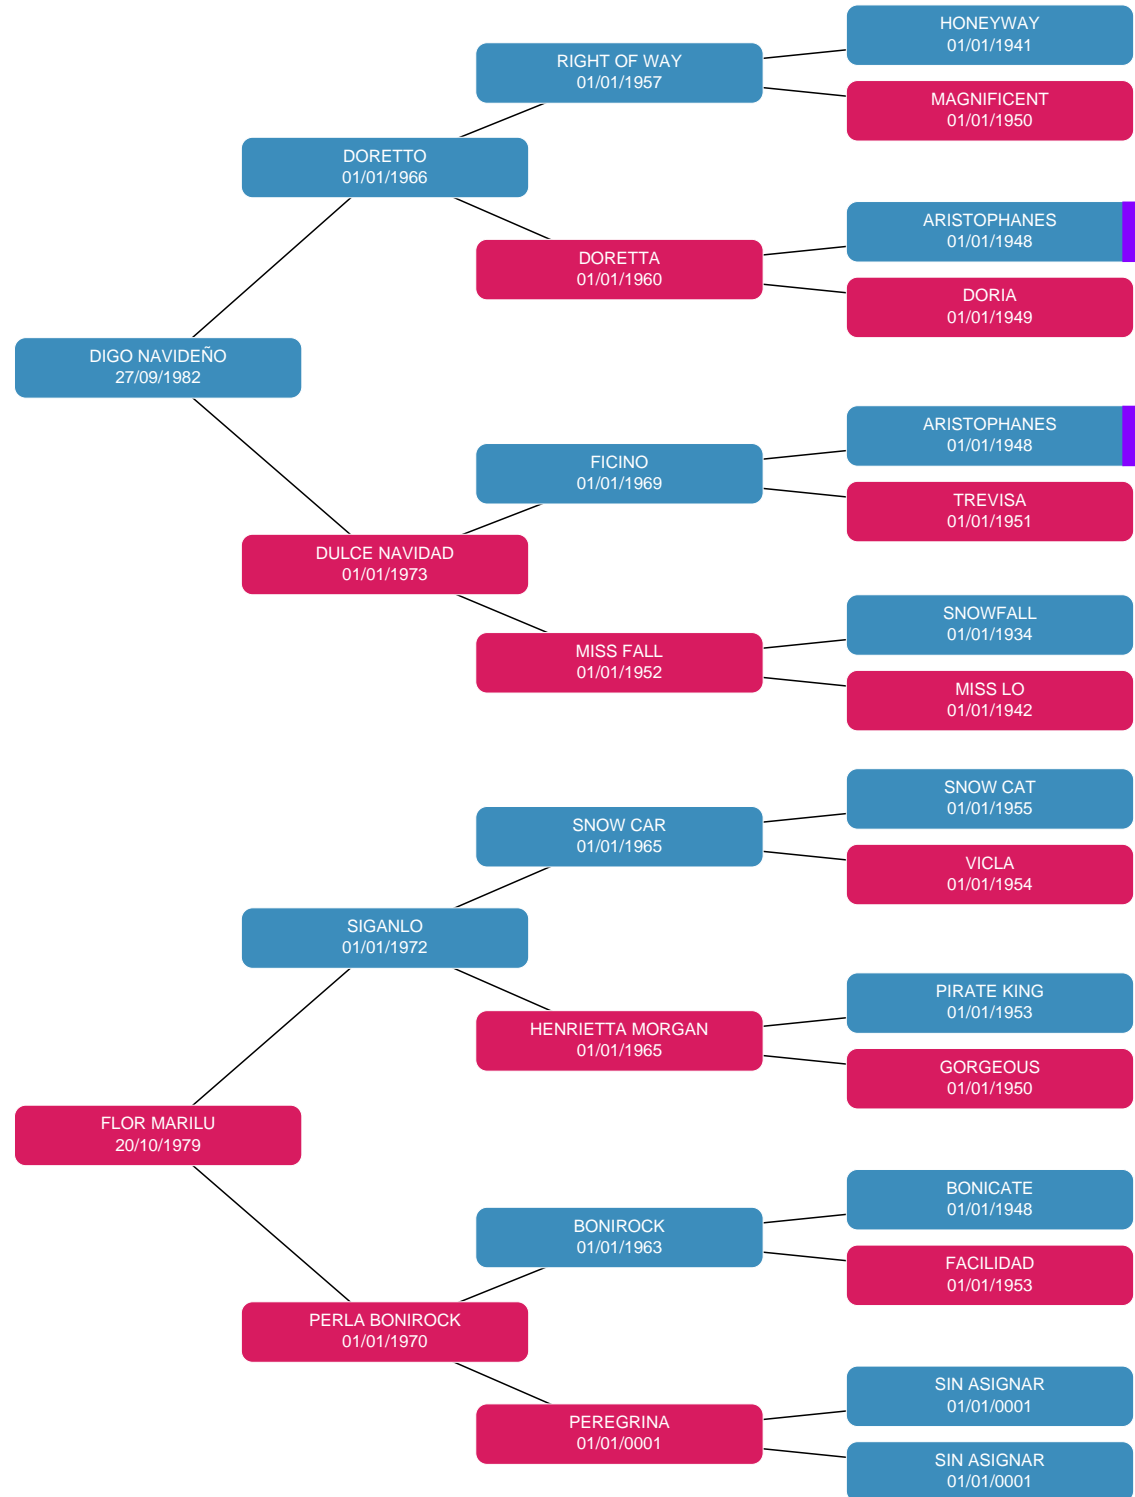 HONEYWAY
01/01/1941
RIGHT OF WAY
01/01/1957
MAGNIFICENT
01/01/1950
DORETTO
01/01/1966
ARISTOPHANES
01/01/1948
DORETTA
01/01/1960
DORIA
01/01/1949
DIGO NAVIDEÑO
27/09/1982
ARISTOPHANES
01/01/1948
FICINO
01/01/1969
TREVISA
01/01/1951
DULCE NAVIDAD
01/01/1973
SNOWFALL
01/01/1934
MISS FALL
01/01/1952
MISS LO
01/01/1942
SNOW CAT
01/01/1955
SNOW CAR
01/01/1965
VICLA
01/01/1954
SIGANLO
01/01/1972
PIRATE KING
01/01/1953
HENRIETTA MORGAN
01/01/1965
GORGEOUS
01/01/1950
FLOR MARILU
20/10/1979
BONICATE
01/01/1948
BONIROCK
01/01/1963
FACILIDAD
01/01/1953
PERLA BONIROCK
01/01/1970
SIN ASIGNAR
01/01/0001
PEREGRINA
01/01/0001
SIN ASIGNAR
01/01/0001